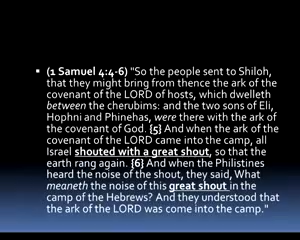 ▪ (1 Samuel 4:4-6) "So the people sent to Shiloh,
that they might bring from thence the ark of the
covenant of the LORD of hosts, which dwelleth
between the cherubims: and the two sons of Eli,
Hophni and Phinehas, were there with the ark of
the covenant of God. {5} And when the ark of the
covenant of the LORD came into the camp, all
Israel shouted with a great shout, so that the
earth rang again. {6} And when the Philistines
heard the noise of the shout, they said, What
meaneth the noise of this great shout in the
camp of the Hebrews? And they understood that
the ark of the LORD was come into the camp."